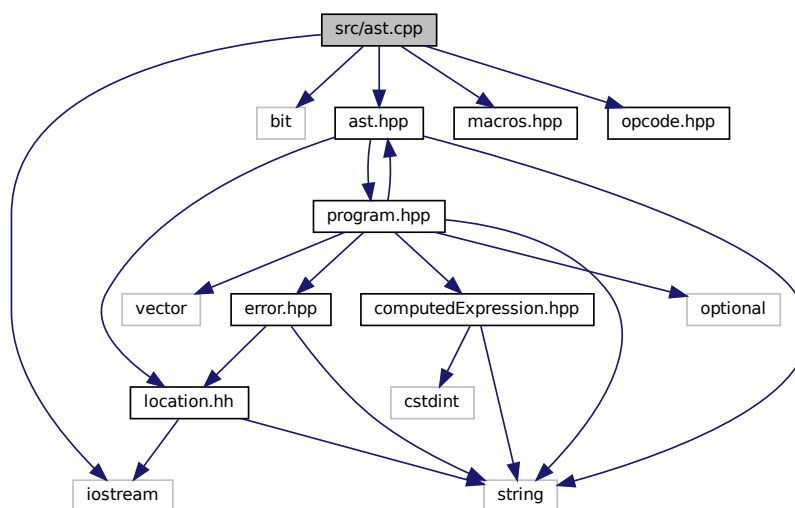 src/ast.cpp
bit
ast.hpp
macros.hpp
opcode.hpp
program.hpp
vector
error.hpp
computedExpression.hpp
optional
location.hh
cstdint
iostream
string